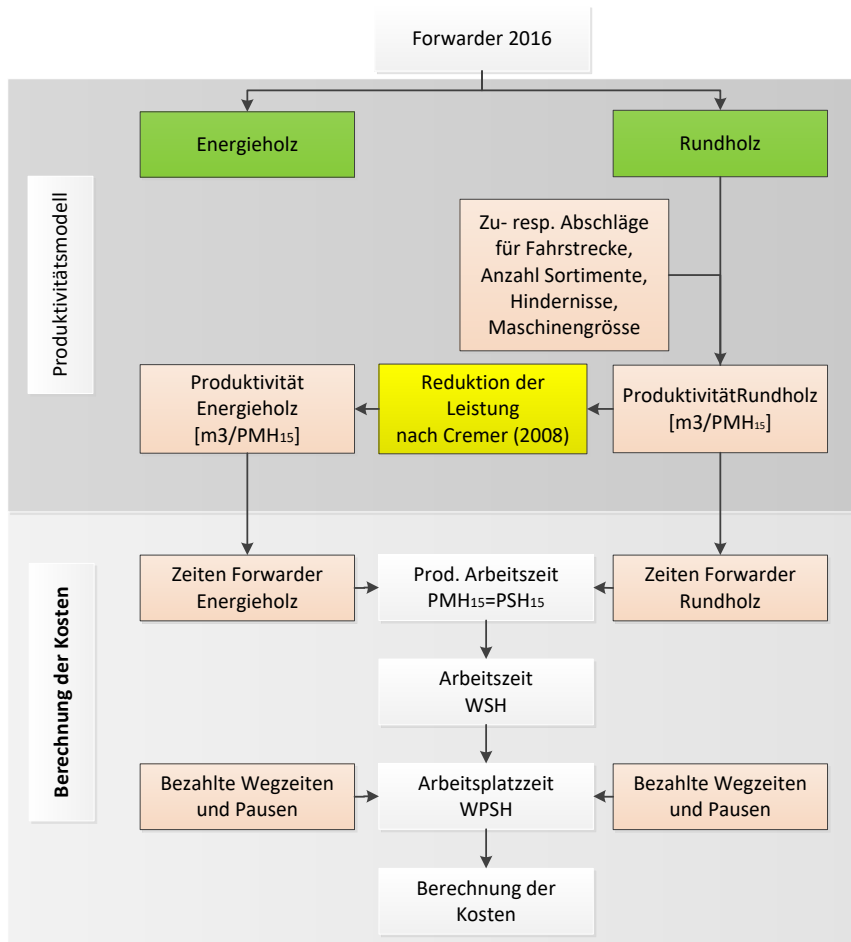 Forwarder 2016
Energieholz
Rundholz
Produktivitätsmodell
Zu- resp. Abschläge
für Fahrstrecke,
Anzahl Sortimente,
Hindernisse,
Maschinengrösse
Produktivität
Energieholz
[m3/PMH15]
Reduktion der
Leistung
nach Cremer (2008)
ProduktivitätRundholz
[m3/PMH15]
Berechnung der Kosten
Zeiten Forwarder
Energieholz
Prod. Arbeitszeit
PMH15=PSH15
Zeiten Forwarder
Rundholz
Arbeitszeit
WSH
Bezahlte Wegzeiten
und Pausen
Arbeitsplatzzeit
WPSH
Bezahlte Wegzeiten
und Pausen
Berechnung der
Kosten